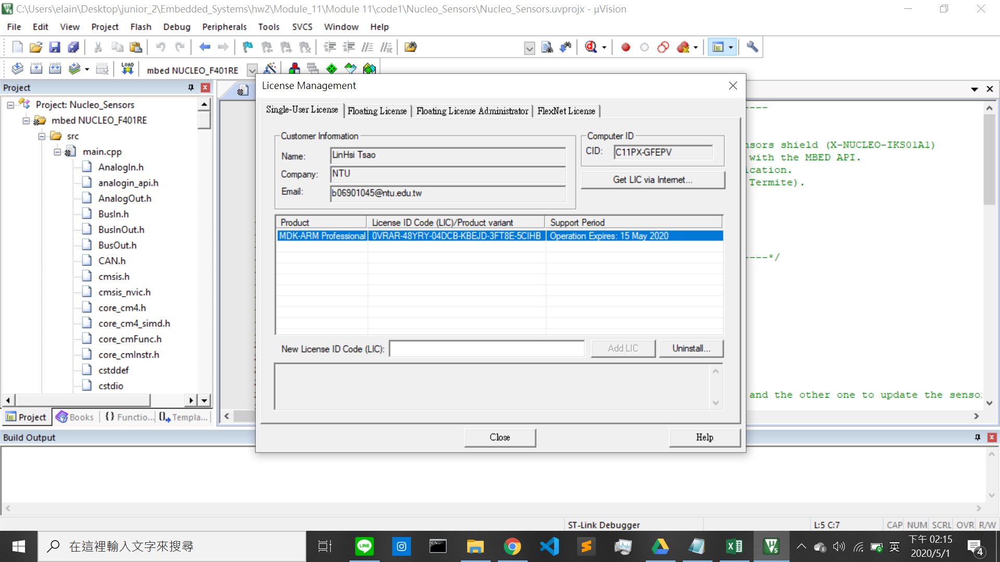 C:\Users\elain\Desktop\junior_2\Embedded_Systems\hw2\Module_11\Module 11\code1\Nucleo_Sensors\Nucleo_Sensors.uvprojx - µVision
File Edit View Project Flash Debug Peripherals Tools SVCS Window Help
LOAD mbed NUCLEO_F401RE
Project
Project: Nucleo_Sensors
mbed NUCLEO_F401RE
src
main.cpp
AnalogIn.h
analogin_api.h
AnalogOut.h
BusIn.h
BusInOut.h
BusOut.h
CAN.h
cmsis.h
cmsis_nvic.h
core_cm4.h
core_cm4_simd.h
core_cmFunc.h
core_cmInstr.h
cstddef
cstdio
Project Books {} Functio... Templa...
License Management
Single-User License Floating License Floating License Administrator FlexNet License
Customer Information
Name: LinHsi Tsao
Company: NTU
Email: b06901045@ntu.edu.tw
Computer ID
CID: C11PX-GFEPV
Get LIC via Internet...
Product License ID Code (LIC)/Product variant Support Period
MDK-ARM Professional 0VRAR-48YRY-04DCB-KBEJD-3FT8E-5CIHB Operation Expires: 15 May 2020
New License ID Code (LIC): Add LIC Uninstall...
Close Help
----
sors shield (X-NUCLEO-IKS01A1)
with the MBED API.
ication.
Termite).
----*/
and the other one to update the senso
Build Output
ST-Link Debugger L:5 C:7 CAP NUM SCRL OVR R/W
在這裡輸入文字來搜尋
LINE
英
下午 02:15
2020/5/1
4